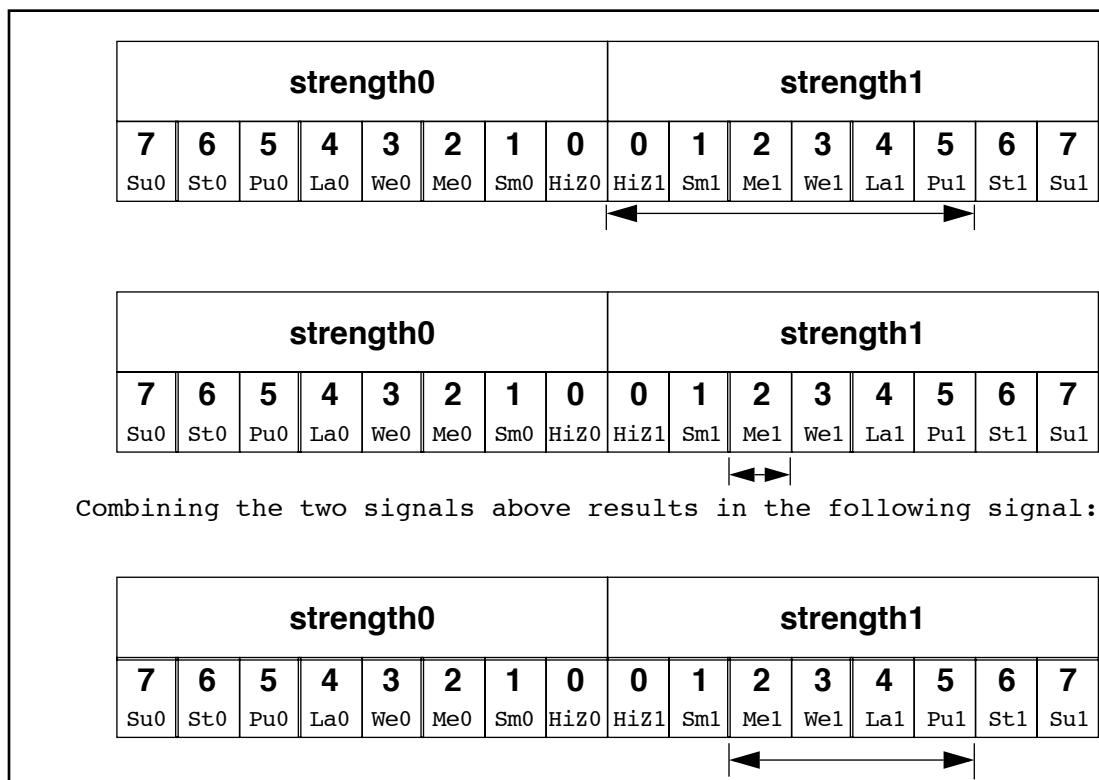 strength0 strength1
7 6 5 4 3 2 1 0 0 1 2 3 4 5 6 7
Su0 St0 Pu0 La0 We0 Me0 Sm0 HiZ0 HiZ1 Sm1 Me1 We1 La1 Pu1 St1 Su1
strength0 strength1
7 6 5 4 3 2 1 0 0 1 2 3 4 5 6 7
Su0 St0 Pu0 La0 We0 Me0 Sm0 HiZ0 HiZ1 Sm1 Me1 We1 La1 Pu1 St1 Su1
Combining the two signals above results in the following signal:
strength0 strength1
7 6 5 4 3 2 1 0 0 1 2 3 4 5 6 7
Su0 St0 Pu0 La0 We0 Me0 Sm0 HiZ0 HiZ1 Sm1 Me1 We1 La1 Pu1 St1 Su1